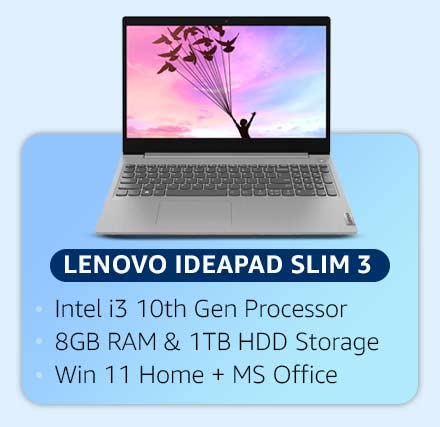 LENOVO IDEAPAD SLIM 3
Intel i3 10th Gen Processor
8GB RAM & 1TB HDD Storage
Win 11 Home + MS Office